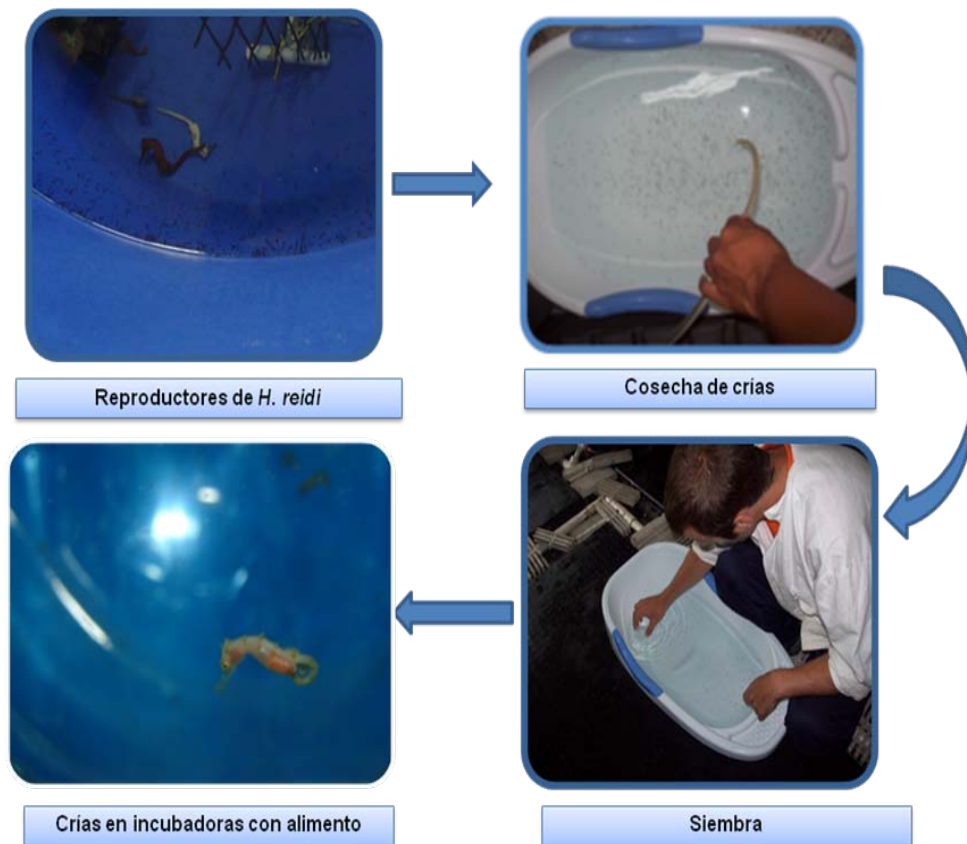 Reproductores de H. reidi
Cosecha de crías
Siembra
Crías en incubadoras con alimento